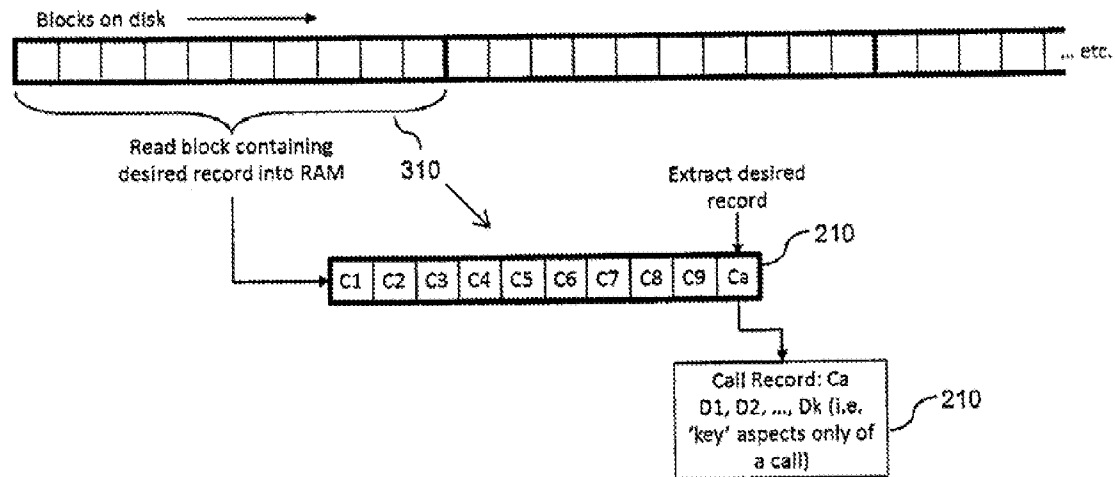 Blocks on disk
... etc.
Read block containing
desired record into RAM
310
Extract desired
record
210
C1 C2 C3 C4 C5 C6 C7 C8 C9 Ca
Call Record: Ca
D1, D2, ..., Dk (i.e.
'key' aspects only of
a call)
210